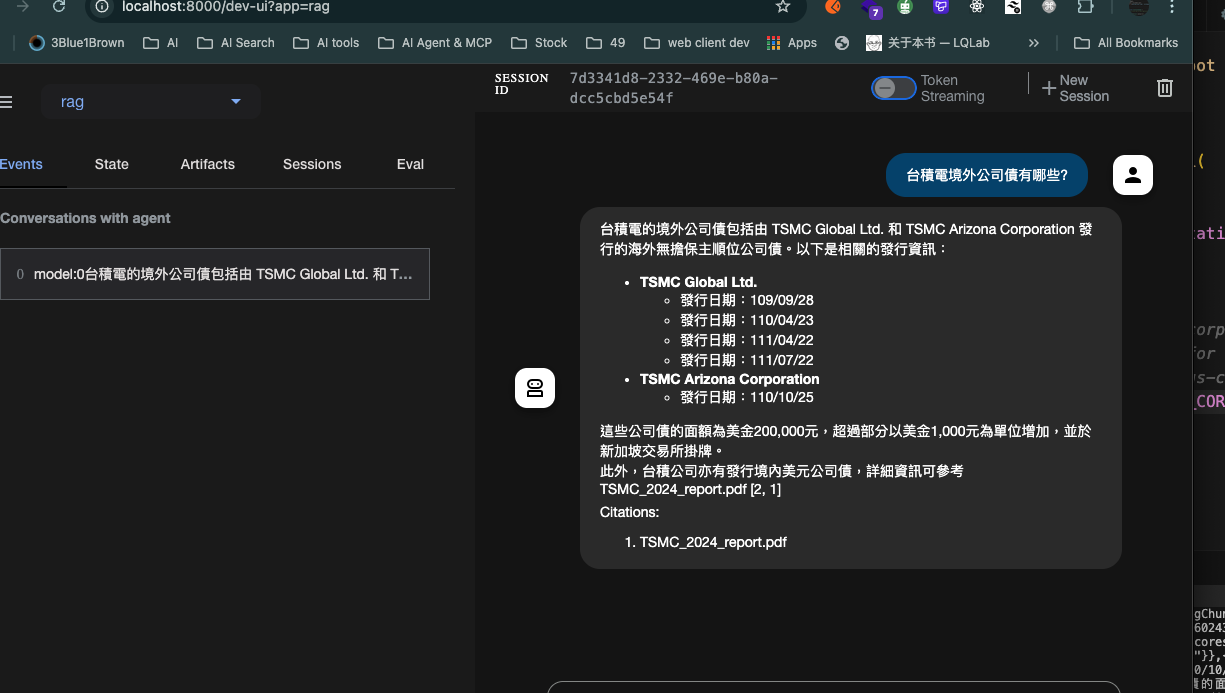 localhost:8000/dev-ui?app=rag
7
3Blue1Brown AI AI Search AI tools AI Agent & MCP Stock 49 web client dev Apps 关于本书 — LQLab » All Bookmarks
rag
SESSION ID
7d3341d8-2332-469e-b80a-
dcc5cbd5e54f
Token
Streaming
New
Session
Events State Artifacts Sessions Eval
Conversations with agent
0 model:0台積電的境外公司債包括由 TSMC Global Ltd. 和 T...
台積電境外公司債有哪些?
台積電的境外公司債包括由 TSMC Global Ltd. 和 TSMC Arizona Corporation 發
行的海外無擔保主順位公司債。以下是相關的發行資訊：
• TSMC Global Ltd.
◦ 發行日期：109/09/28
◦ 發行日期：110/04/23
◦ 發行日期：111/04/22
◦ 發行日期：111/07/22
• TSMC Arizona Corporation
◦ 發行日期：110/10/25
這些公司債的面額為美金200,000元，超過部分以美金1,000元為單位增加，並於
新加坡交易所掛牌。
此外，台積公司亦有發行境內美元公司債，詳細資訊可參考
TSMC_2024_report.pdf [2, 1]
Citations:
1. TSMC_2024_report.pdf
ot
(
ati
orp
for
s-c
_COR
gChun
60243
cores
"}},
0/10/
的面